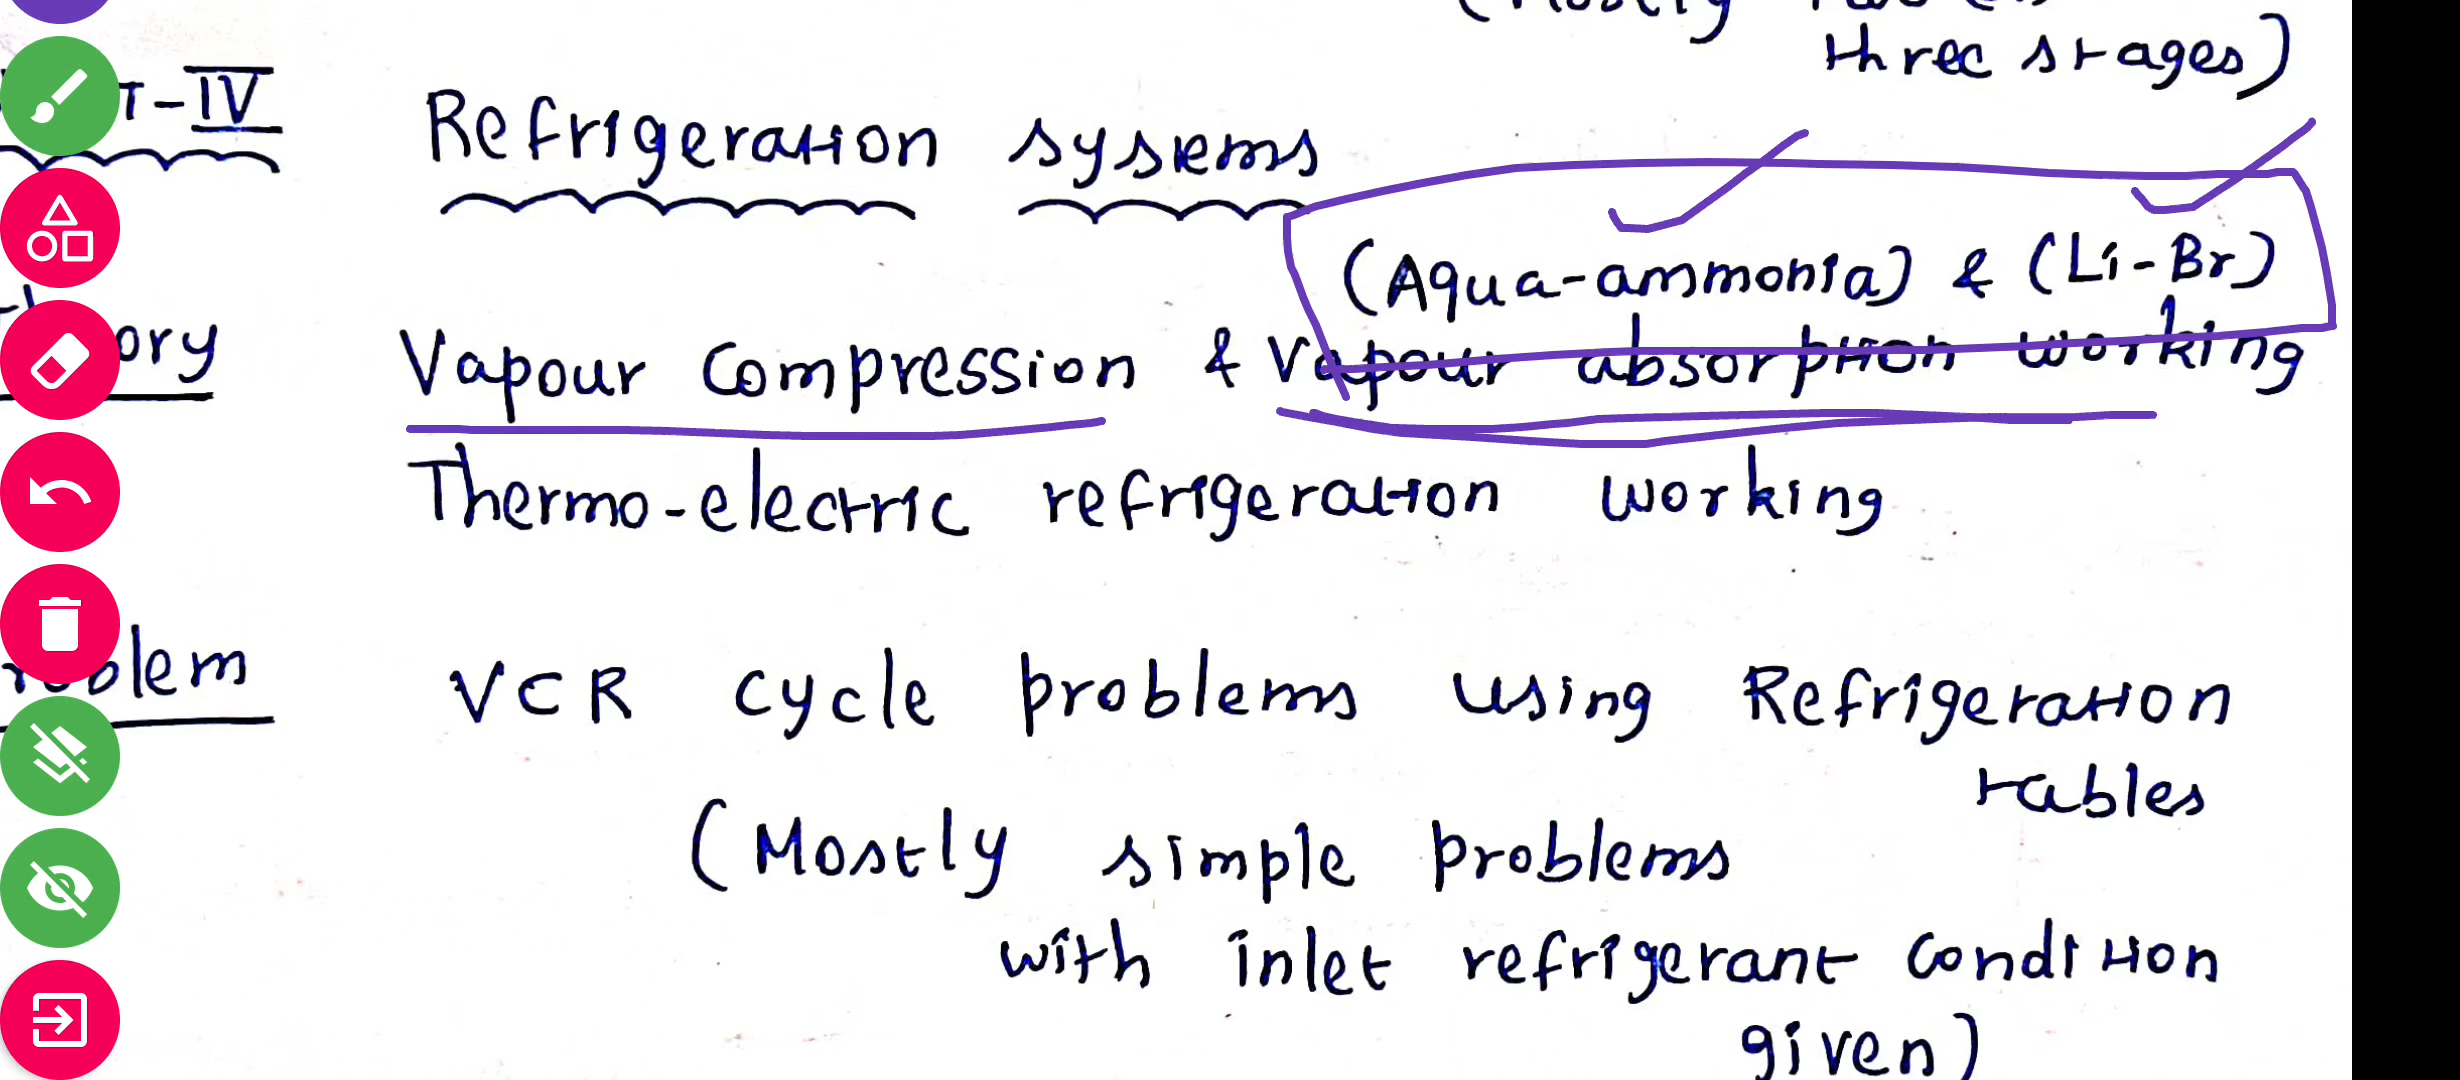 three stages)
T-IV Refrigeration systems
(Aqua-ammonia) & (Li-Br)
ory Vapour Compression & Vapour absorption working
Thermo-electric refrigeration working
oblem VCR cycle problems using Refrigeration
tables
(Mostly simple problems
with inlet refrigerant condition
given)